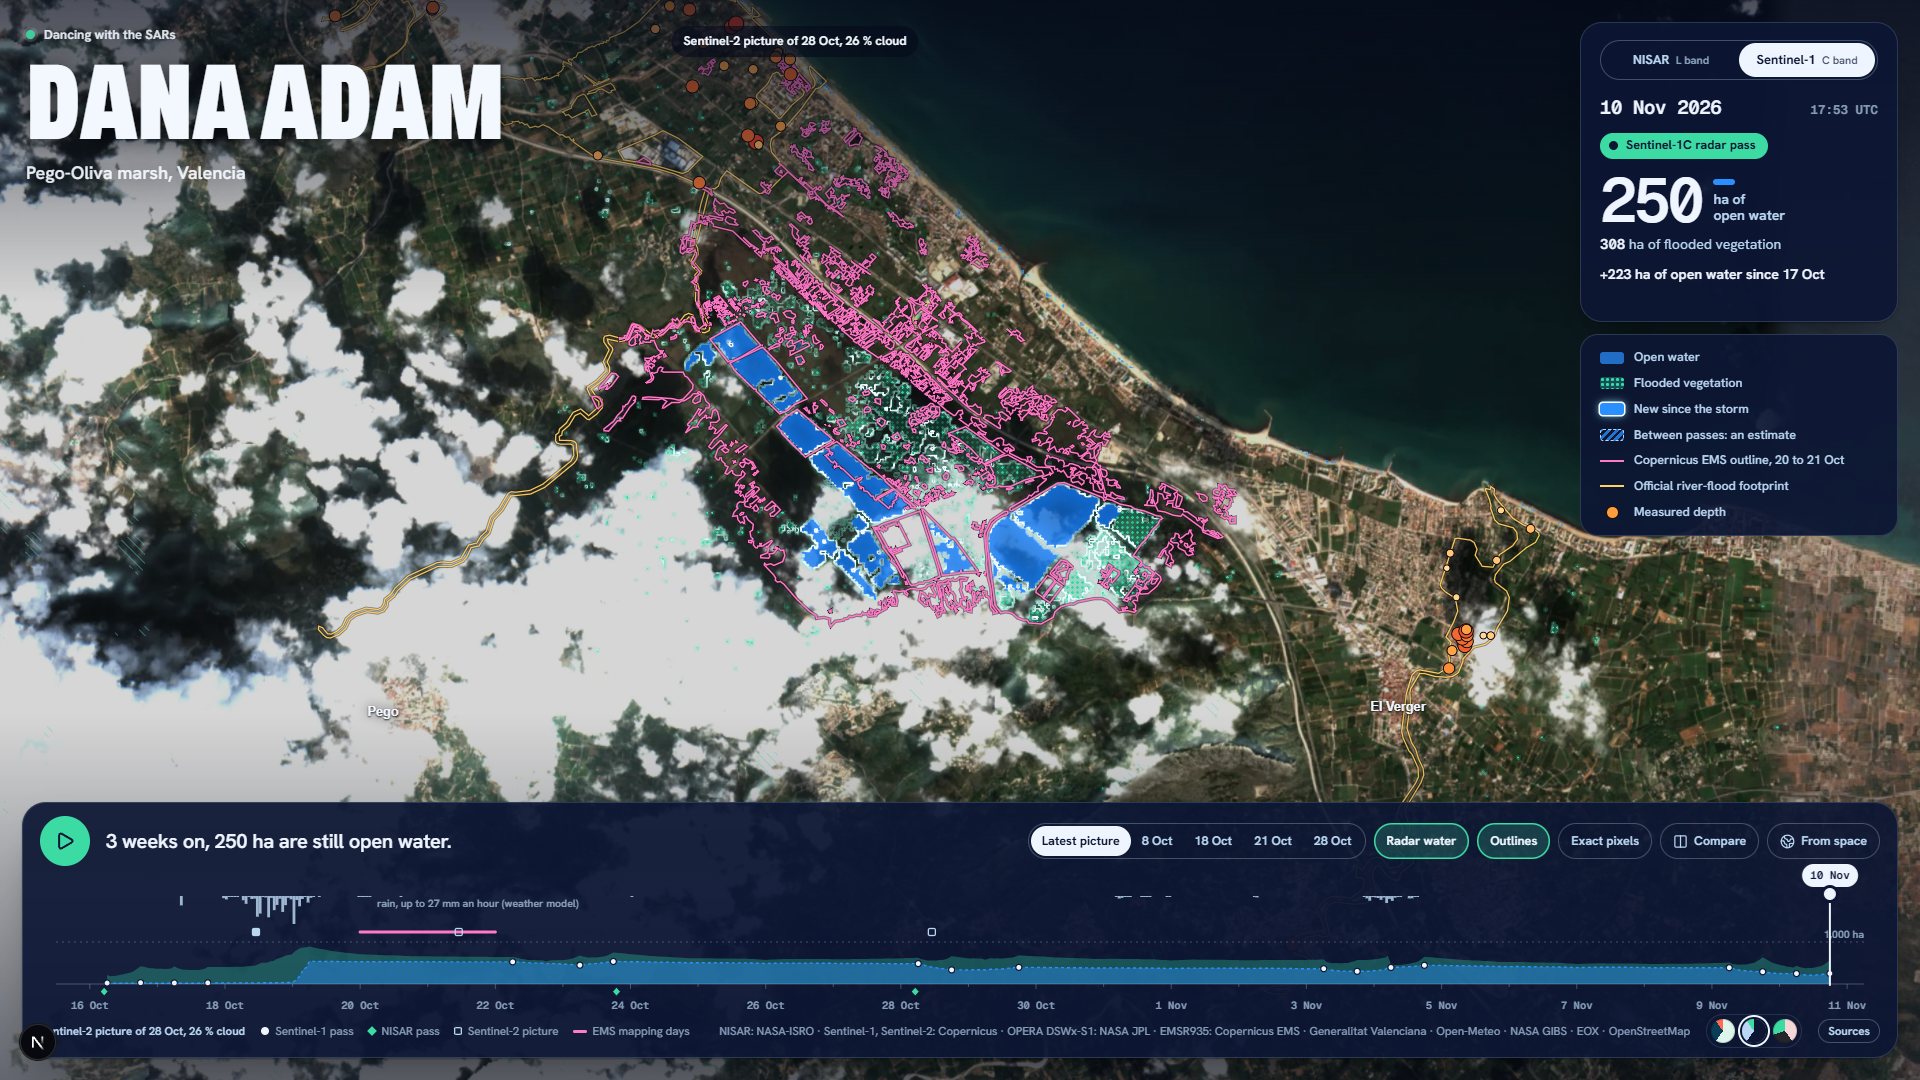 Dancing with the SARs
DANA ADAM
Pego-Oliva marsh, Valencia
Sentinel-2 picture of 28 Oct, 26 % cloud
NISAR L band
Sentinel-1 C band
10 Nov 2026
17:53 UTC
Sentinel-1C radar pass
250
ha of
open water
308 ha of flooded vegetation
+223 ha of open water since 17 Oct
Open water
Flooded vegetation
New since the storm
Between passes: an estimate
Copernicus EMS outline, 20 to 21 Oct
Official river-flood footprint
Measured depth
Pego
El Verger
3 weeks on, 250 ha are still open water.
Latest picture
8 Oct
18 Oct
21 Oct
28 Oct
Radar water
Outlines
Exact pixels
Compare
From space
10 Nov
rain, up to 27 mm an hour (weather model)
000 ha
16 Oct
18 Oct
20 Oct
22 Oct
24 Oct
26 Oct
28 Oct
30 Oct
1 Nov
3 Nov
5 Nov
7 Nov
9 Nov
11 Nov
ntinel-2 picture of 28 Oct, 26 % cloud
Sentinel-1 pass
NISAR pass
Sentinel-2 picture
EMS mapping days
NISAR: NASA-ISRO · Sentinel-1, Sentinel-2: Copernicus · OPERA DSWx-S1: NASA JPL · EMSR935: Copernicus EMS · Generalitat Valenciana · Open-Meteo · NASA GIBS · EOX · OpenStreetMap
Sources
N